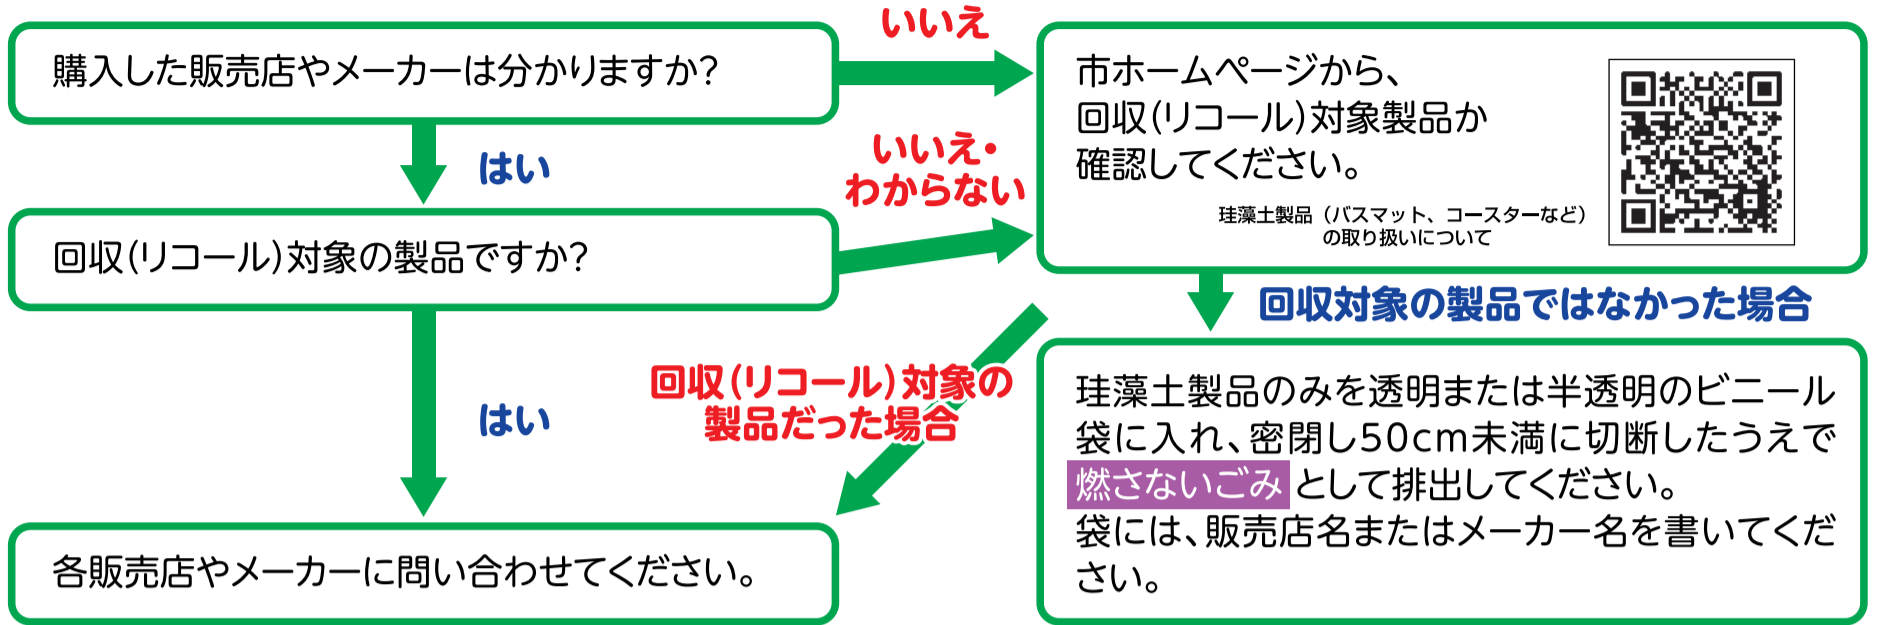 購入した販売店やメーカーは分かりますか?
いいえ
はい
回収(リコール)対象の製品ですか?
いいえ・
わからない
はい
市ホームページから、
回収(リコール)対象製品か
確認してください。
珪藻土製品(バスマット、コースターなど)
の取り扱いについて
回収(リコール)対象の
製品だった場合
回収対象の製品ではなかった場合
各販売店やメーカーに問い合わせてください。
珪藻土製品のみを透明または半透明のビニール
袋に入れ、密閉し50cm未満に切断したうえで
燃さないごみとして排出してください。
袋には、販売店名またはメーカー名を書いてくだ
さい。